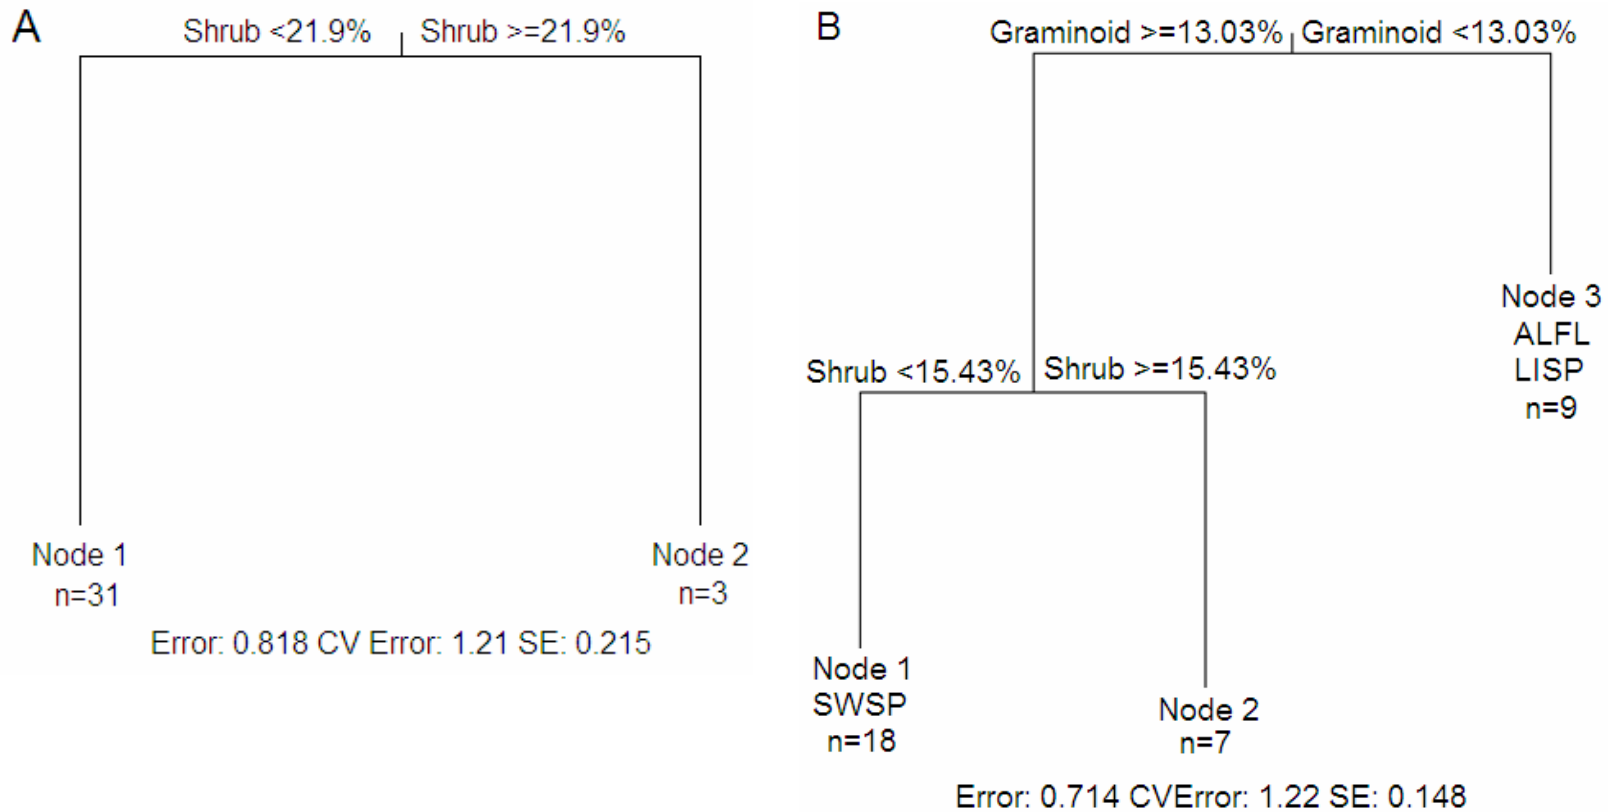 A
Shrub <21.9%
Shrub >=21.9%
Node 1
n=31
Node 2
n=3
Error: 0.818 CV Error: 1.21 SE: 0.215
B
Graminoid >=13.03%
Graminoid <13.03%
Node 3
ALFL
LISP
n=9
Shrub <15.43%
Shrub >=15.43%
Node 1
SWSP
n=18
Node 2
n=7
Error: 0.714 CVError: 1.22 SE: 0.148